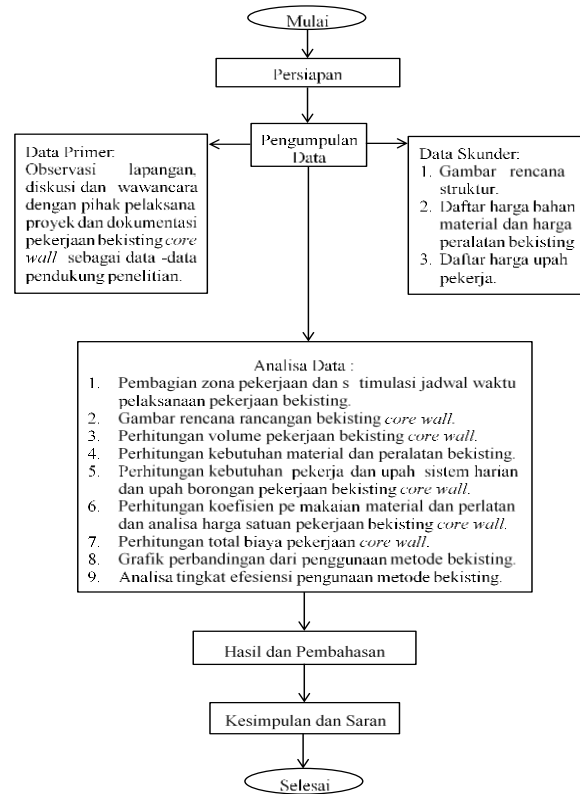 Mulai
Persiapan
Pengumpulan
Data
Data Primer:
Observasi lapangan,
diskusi dan wawancara
dengan pihak pelaksana
proyek dan dokumentasi
pekerjaan bekisting core
wall sebagai data -data
pendukung penelitian.
Data Skunder:
1. Gambar rencana
struktur.
2. Daftar harga bahan
material dan harga
peralatan bekisting
3. Daftar harga upah
pekerja.
Analisa Data :
1. Pembagian zona pekerjaan dan s timulasi jadwal waktu
pelaksanaan pekerjaan bekisting.
2. Gambar rencana rancangan bekisting core wall.
3. Perhitungan volume pekerjaan bekisting core wall.
4. Perhitungan kebutuhan material dan peralatan bekisting.
5. Perhitungan kebutuhan pekerja dan upah sistem harian
dan upah borongan pekerjaan bekisting core wall.
6. Perhitungan koefisien pe makaian material dan perlatan
dan analisa harga satuan pekerjaan bekisting core wall.
7. Perhitungan total biaya pekerjaan core wall.
8. Grafik perbandingan dari penggunaan metode bekisting.
9. Analisa tingkat efesiensi pengunaan metode bekisting.
Hasil dan Pembahasan
Kesimpulan dan Saran
Selesai